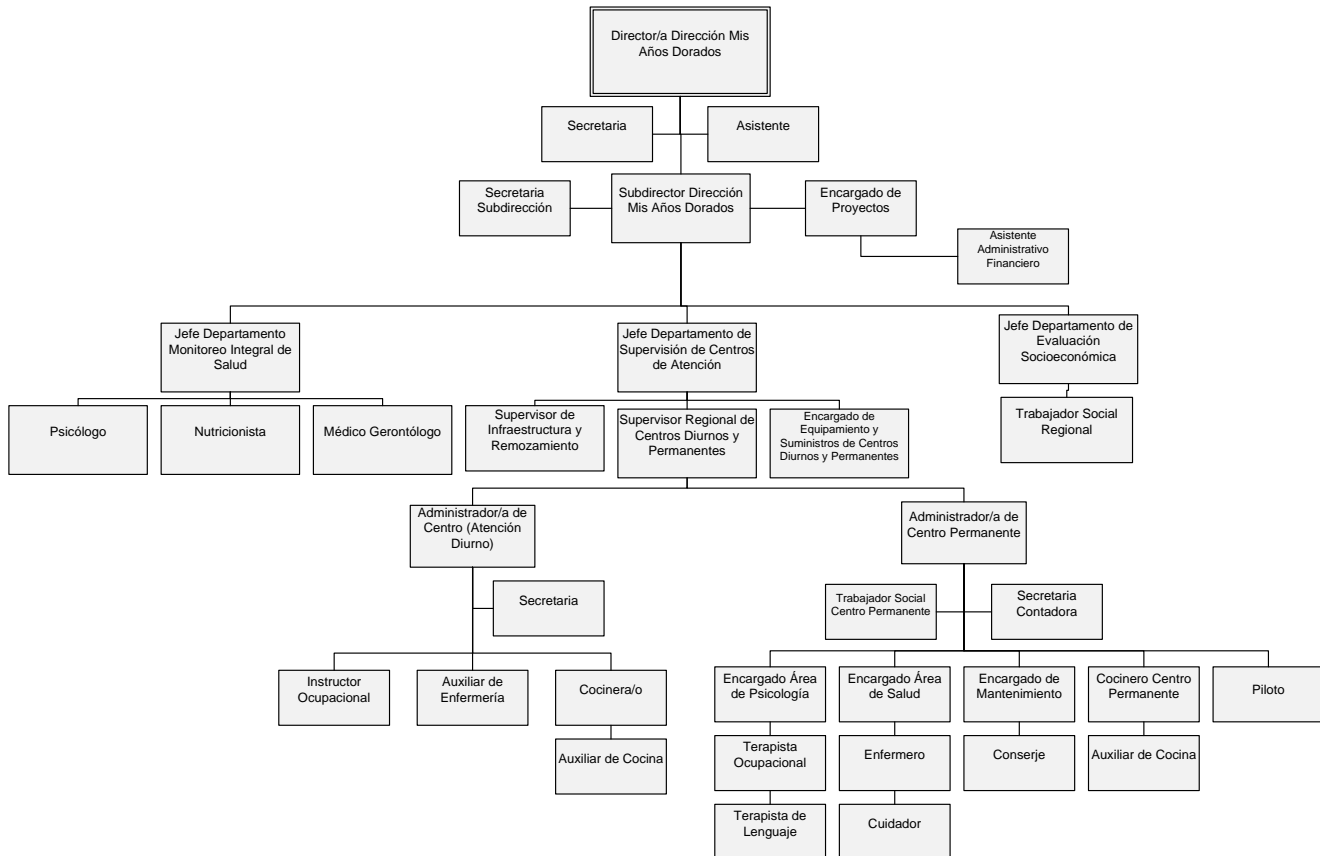 Director/a Dirección Mis
Años Dorados
Secretaria
Asistente
Secretaria
Subdirección
Subdirector Dirección
Mis Años Dorados
Encargado de
Proyectos
Asistente
Administrativo
Financiero
Jefe Departamento
Monitoreo Integral de
Salud
Jefe Departamento de
Supervisión de Centros
de Atención
Jefe Departamento de
Evaluación
Socioeconómica
Psicólogo
Nutricionista
Médico Gerontólogo
Supervisor de
Infraestructura y
Remozamiento
Supervisor Regional de
Centros Diurnos y
Permanentes
Encargado de
Equipamiento y
Suministros de Centros
Diurnos y Permanentes
Trabajador Social
Regional
Administrador/a de
Centro (Atención
Diurno)
Administrador/a de
Centro Permanente
Secretaria
Trabajador Social
Centro Permanente
Secretaria
Contadora
Instructor
Ocupacional
Auxiliar de
Enfermería
Cocinera/o
Encargado Área
de Psicología
Encargado Área
de Salud
Encargado de
Mantenimiento
Cocinero Centro
Permanente
Piloto
Auxiliar de Cocina
Terapista
Ocupacional
Enfermero
Conserje
Auxiliar de Cocina
Terapista de
Lenguaje
Cuidador